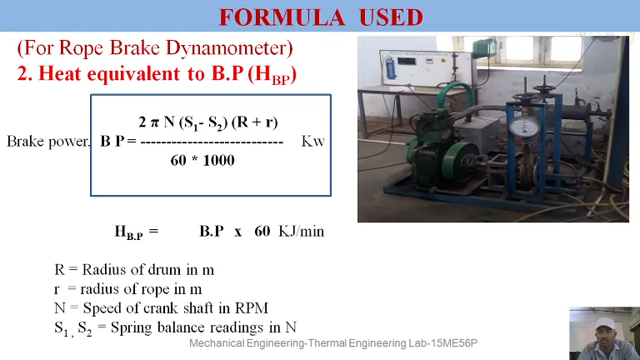 FORMULA USED
(For Rope Brake Dynamometer)
2. Heat equivalent to B.P (H_BP)
2 π N (S₁- S₂) (R + r)
Brake power. B P = --------------------------- Kw
60 * 1000
H_B.P = B.P x 60 KJ/min
R = Radius of drum in m
r = radius of rope in m
N = Speed of crank shaft in RPM
S₁, S₂ = Spring balance readings in N
Mechanical Engineering-Thermal Engineering Lab-15ME56P